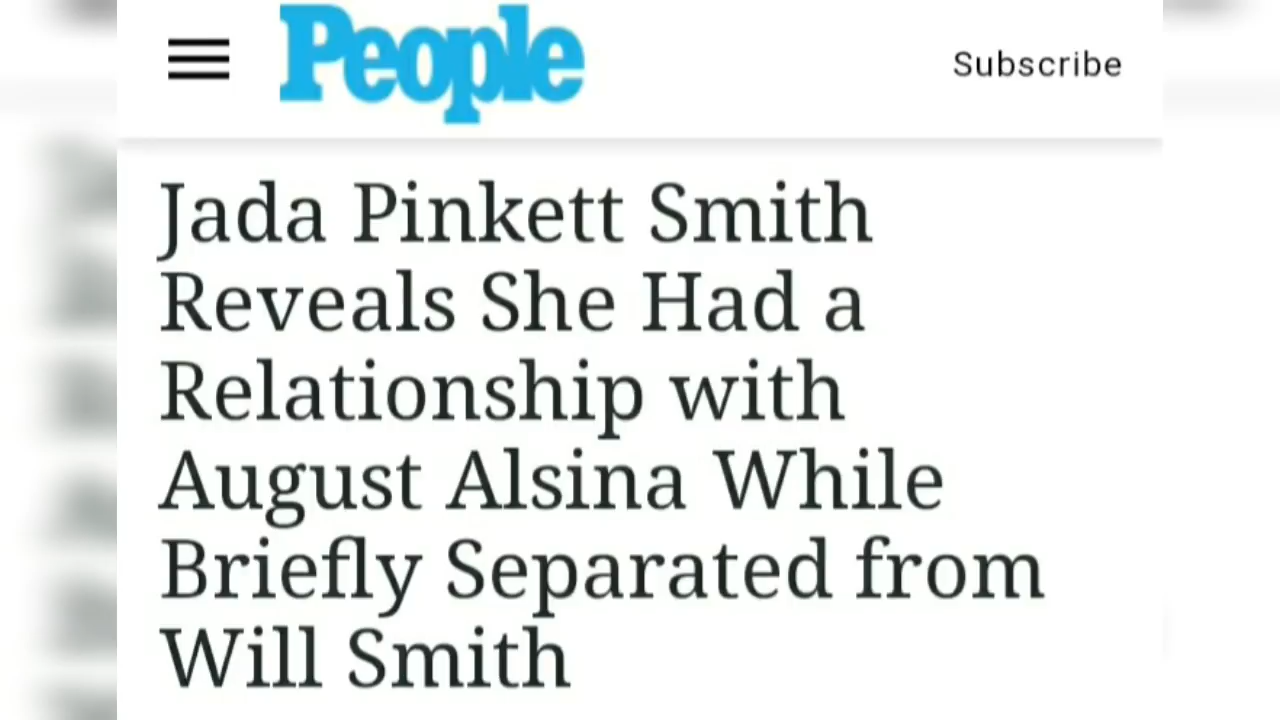 People
Subscribe
Jada Pinkett Smith
Reveals She Had a
Relationship with
August Alsina While
Briefly Separated from
Will Smith